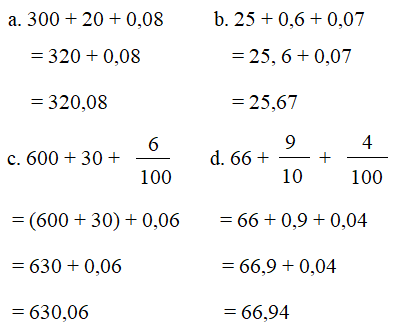 a. 300 + 20 + 0,08
= 320 + 0,08
= 320,08
b. 25 + 0,6 + 0,07
= 25, 6 + 0,07
= 25,67
c. 600 + 30 + 6/100
= (600 + 30) + 0,06
= 630 + 0,06
= 630,06
d. 66 + 9/10 + 4/100
= 66 + 0,9 + 0,04
= 66,9 + 0,04
= 66,94